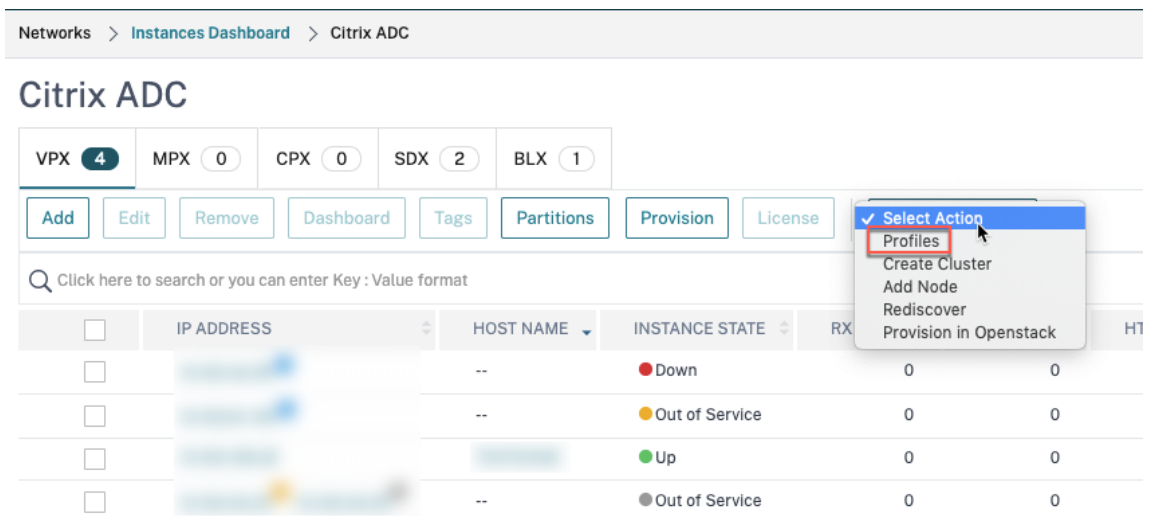 Networks > Instances Dashboard > Citrix ADC
Citrix ADC
VPX 4 MPX 0 CPX 0 SDX 2 BLX 1
Add Edit Remove Dashboard Tags Partitions Provision License
✓ Select Action
Profiles
Create Cluster
Add Node
Rediscover
Provision in Openstack
Click here to search or you can enter Key : Value format
IP ADDRESS HOST NAME INSTANCE STATE RX HT
-- Down 0 0
-- Out of Service 0 0
Up 0 0
-- Out of Service 0 0